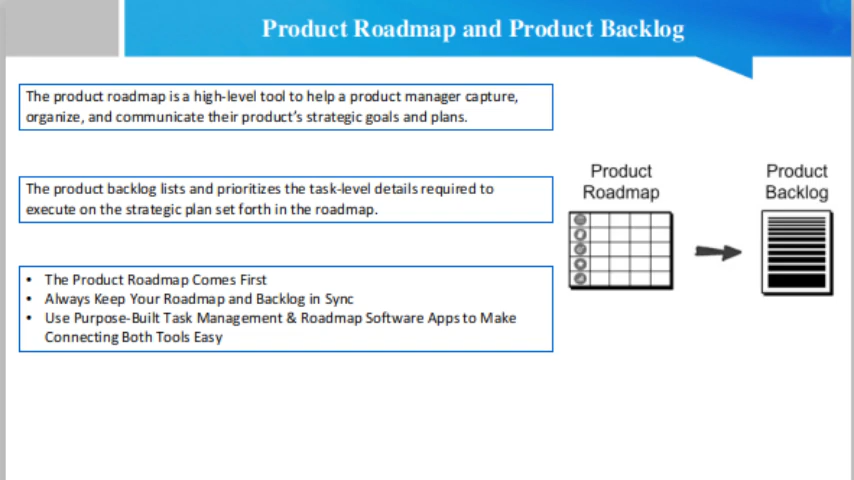 Product Roadmap and Product Backlog
The product roadmap is a high-level tool to help a product manager capture,
organize, and communicate their product's strategic goals and plans.
The product backlog lists and prioritizes the task-level details required to
execute on the strategic plan set forth in the roadmap.
• The Product Roadmap Comes First
• Always Keep Your Roadmap and Backlog in Sync
• Use Purpose-Built Task Management & Roadmap Software Apps to Make
Connecting Both Tools Easy
Product
Roadmap
Product
Backlog